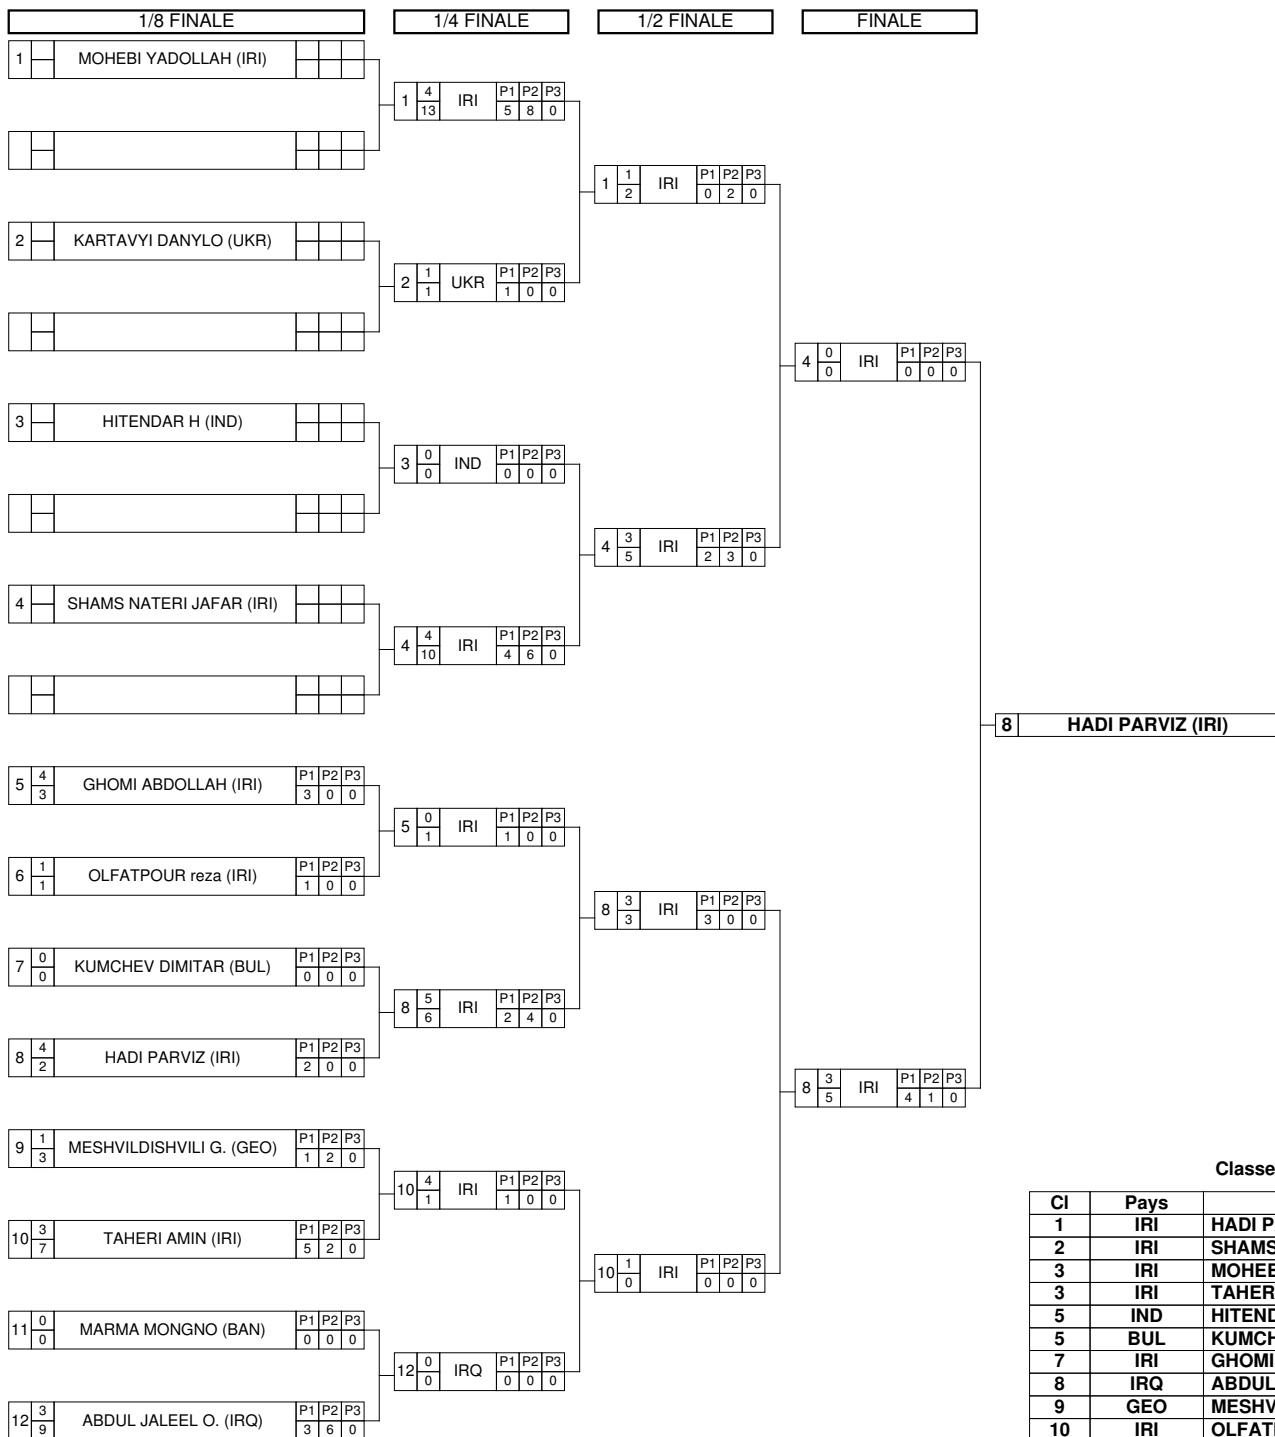 1/8 FINALE 1/4 FINALE 1/2 FINALE FINALE
1 MOHEBI YADOLLAH (IRI)
1 4 13 IRI P1 P2 P3 5 8 0
1 1 2 IRI P1 P2 P3 0 2 0
2 KARTAVYI DANYLO (UKR)
2 1 1 UKR P1 P2 P3 1 0 0
4 0 0 IRI P1 P2 P3 0 0 0
3 HITENDAR H (IND)
3 0 0 IND P1 P2 P3 0 0 0
4 3 5 IRI P1 P2 P3 2 3 0
4 SHAMS NATERI JAFAR (IRI)
4 4 10 IRI P1 P2 P3 4 6 0
8 HADI PARVIZ (IRI)
5 4 3 GHOMI ABDOLLAH (IRI) P1 P2 P3 3 0 0
5 0 1 IRI P1 P2 P3 1 0 0
6 1 1 OLFATPOUR reza (IRI) P1 P2 P3 1 0 0
8 3 3 IRI P1 P2 P3 3 0 0
7 0 0 KUMCHEV DIMITAR (BUL) P1 P2 P3 0 0 0
8 5 6 IRI P1 P2 P3 2 4 0
8 4 2 HADI PARVIZ (IRI) P1 P2 P3 2 0 0
8 3 5 IRI P1 P2 P3 4 1 0
9 1 3 MESHVILDISHVILI G. (GEO) P1 P2 P3 1 2 0
10 4 1 IRI P1 P2 P3 1 0 0
10 3 7 TAHERI AMIN (IRI) P1 P2 P3 5 2 0
10 1 0 IRI P1 P2 P3 0 0 0
11 0 0 MARMA MONGNO (BAN) P1 P2 P3 0 0 0
12 0 0 IRQ P1 P2 P3 0 0 0
12 3 9 ABDUL JALEEL O. (IRQ) P1 P2 P3 3 6 0
Classe
Cl Pays
1 IRI HADI P
2 IRI SHAMS
3 IRI MOHEB
3 IRI TAHER
5 IND HITEND
5 BUL KUMCH
7 IRI GHOMI
8 IRQ ABDUL
9 GEO MESHV
10 IRI OLFATI